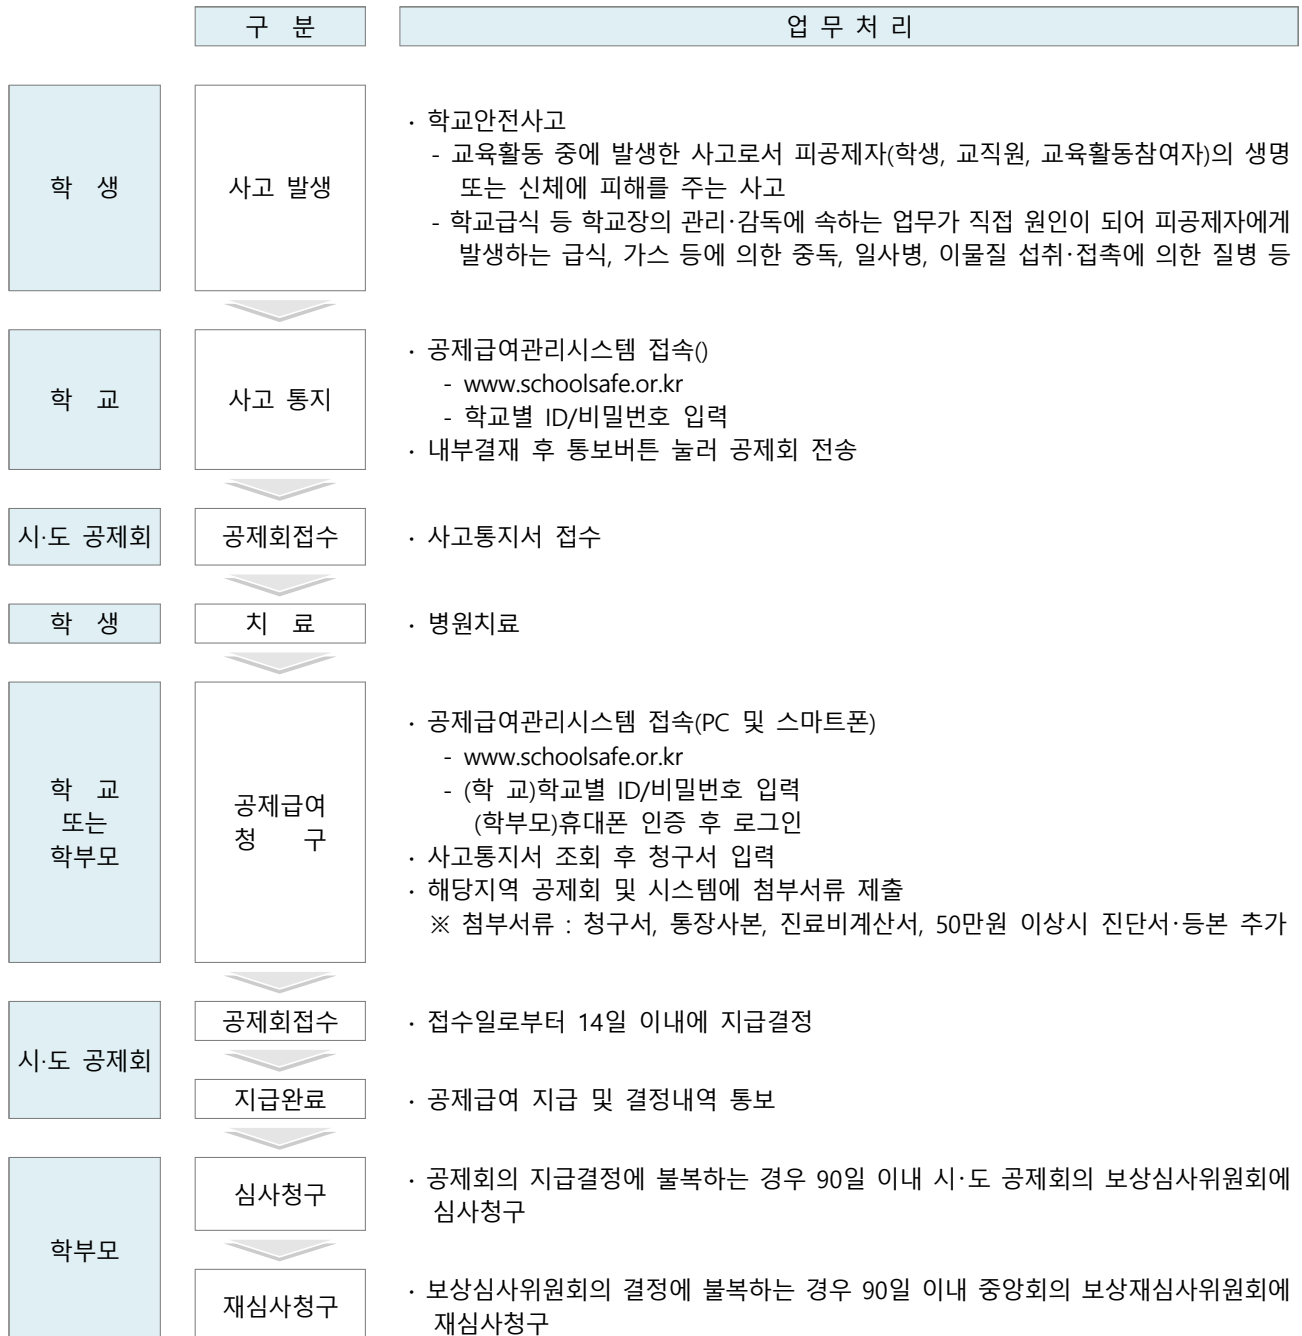 구 분
업 무 처 리
학 생
사고 발생
· 학교안전사고
- 교육활동 중에 발생한 사고로서 피공제자(학생, 교직원, 교육활동참여자)의 생명
또는 신체에 피해를 주는 사고
- 학교급식 등 학교장의 관리·감독에 속하는 업무가 직접 원인이 되어 피공제자에게
발생하는 급식, 가스 등에 의한 중독, 일사병, 이물질 섭취·접촉에 의한 질병 등
학 교
사고 통지
· 공제급여관리시스템 접속()
- www.schoolsafe.or.kr
- 학교별 ID/비밀번호 입력
· 내부결재 후 통보버튼 눌러 공제회 전송
시·도 공제회
공제회접수
· 사고통지서 접수
학 생
치 료
· 병원치료
학 교
또는
학부모
공제급여
청 구
· 공제급여관리시스템 접속(PC 및 스마트폰)
- www.schoolsafe.or.kr
- (학 교)학교별 ID/비밀번호 입력
(학부모)휴대폰 인증 후 로그인
· 사고통지서 조회 후 청구서 입력
· 해당지역 공제회 및 시스템에 첨부서류 제출
※ 첨부서류 : 청구서, 통장사본, 진료비계산서, 50만원 이상시 진단서·등본 추가
시·도 공제회
공제회접수
· 접수일로부터 14일 이내에 지급결정
지급완료
· 공제급여 지급 및 결정내역 통보
학부모
심사청구
· 공제회의 지급결정에 불복하는 경우 90일 이내 시·도 공제회의 보상심사위원회에
심사청구
재심사청구
· 보상심사위원회의 결정에 불복하는 경우 90일 이내 중앙회의 보상재심사위원회에
재심사청구